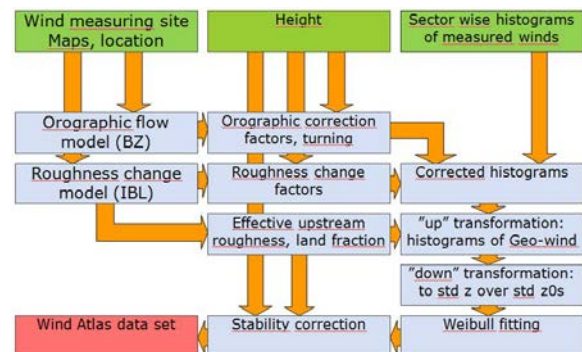 Wind measuring site
Maps, location
Height
Sector wise histograms
of measured winds
Orographic flow
model (BZ)
Orographic correction
factors, turning
Roughness change
model (IBL)
Roughness change
factors
Corrected histograms
Effective upstream
roughness, land fraction
"up" transformation:
histograms of Geo-wind
"down" transformation:
to std z over std z0s
Wind Atlas data set
Stability correction
Weibull fitting